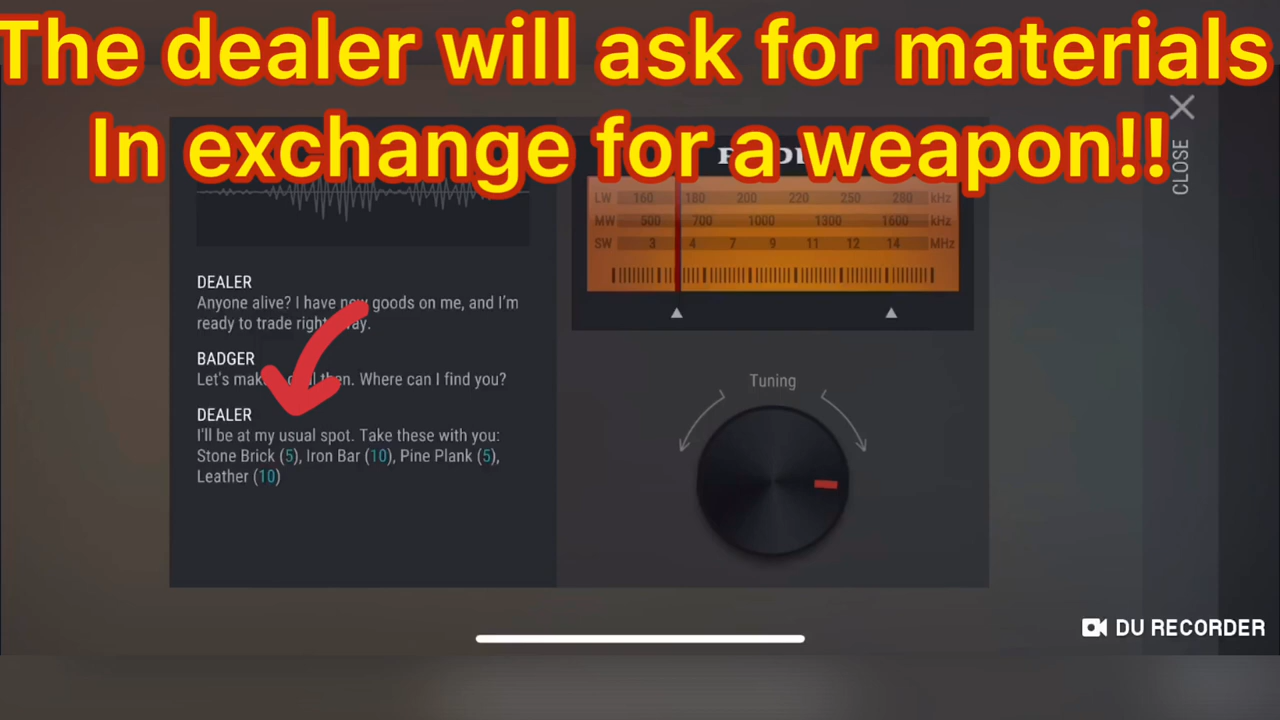 The dealer will ask for materials
In exchange for a weapon!!
CLOSE
LW 160 180 200 220 250 280 kHz
MW 500 700 1000 1300 1600 kHz
SW 3 4 7 9 11 12 14 MHz
DEALER
Anyone alive? I have new goods on me, and I'm
ready to trade right away.
BADGER
Let's make a deal then. Where can I find you?
DEALER
I'll be at my usual spot. Take these with you:
Stone Brick (5), Iron Bar (10), Pine Plank (5),
Leather (10)
Tuning
DU RECORDER